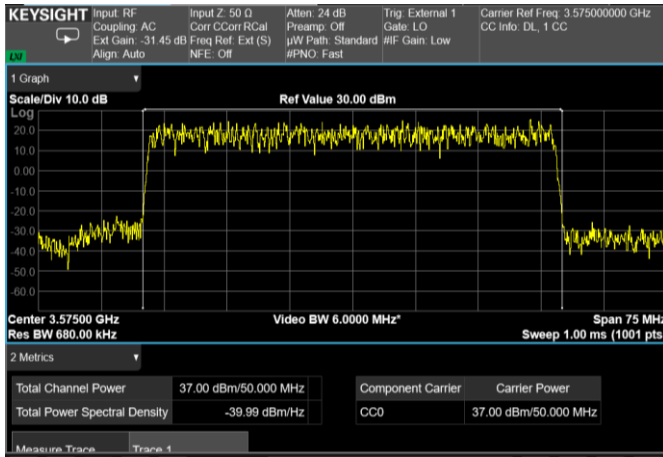 KEYSIGHT Input: RF Input Z: 50 Ω Atten: 24 dB Trig: External 1 Carrier Ref Freq: 3.575000000 GHz
Coupling: AC Corr CCorr RCal Preamp: Off Gate: LO CC Info: DL, 1 CC
Ext Gain: -31.45 dB Freq Ref: Ext (S) µW Path: Standard #IF Gain: Low
LXI Align: Auto NFE: Off #PNO: Fast
1 Graph
Scale/Div 10.0 dB Ref Value 30.00 dBm
Log
20.0
10.0
0.00
-10.0
-20.0
-30.0
-40.0
-50.0
-60.0
Center 3.57500 GHz Video BW 6.0000 MHz* Span 75 MHz
Res BW 680.00 kHz Sweep 1.00 ms (1001 pts
2 Metrics
Total Channel Power 37.00 dBm/50.000 MHz Component Carrier Carrier Power
Total Power Spectral Density -39.99 dBm/Hz CC0 37.00 dBm/50.000 MHz
Measure Trace Trace 1